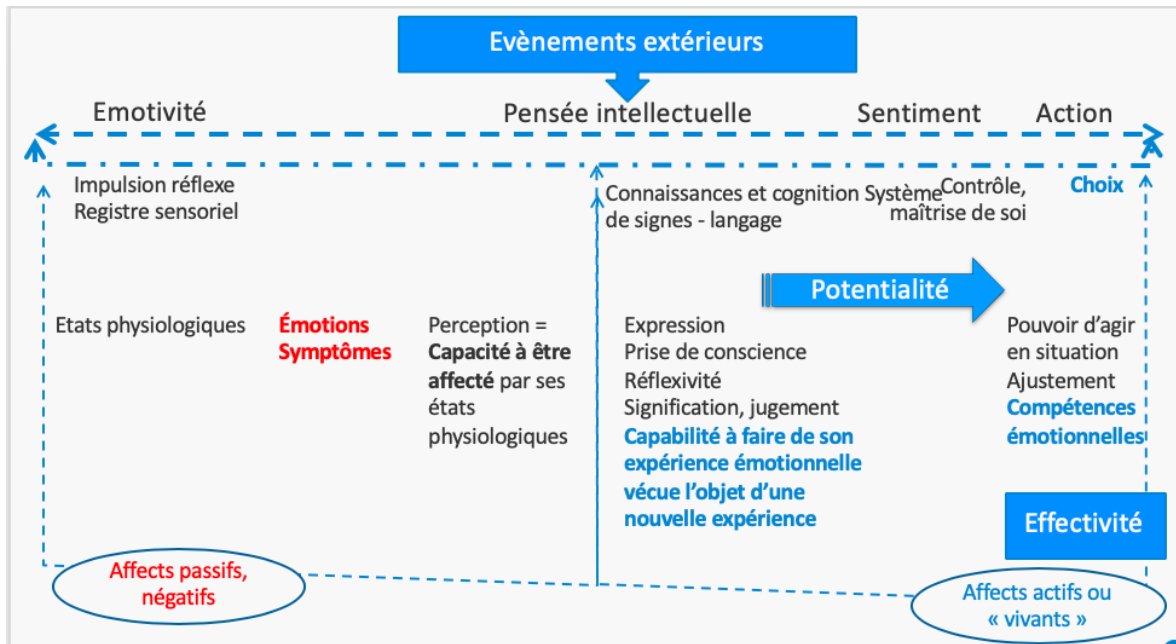 Evènements extérieurs
Emotivité
Pensée intellectuelle
Sentiment
Action
Impulsion réflexe
Registre sensoriel
Connaissances et cognition Système
de signes - langage
Contrôle,
maîtrise de soi
Choix
Potentialité
Etats physiologiques
Émotions
Symptômes
Perception =
Capacité à être
affecté par ses
états
physiologiques
Expression
Prise de conscience
Réflexivité
Signification, jugement
Capabilité à faire de son
expérience émotionnelle
vécue l’objet d’une
nouvelle expérience
Pouvoir d’agir
en situation
Ajustement
Compétences
émotionnelles
Effectivité
Affects passifs,
négatifs
Affects actifs ou
« vivants »